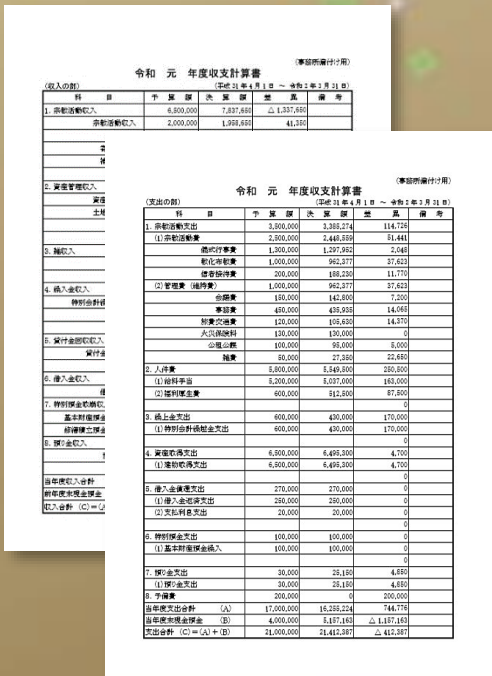 (事務所備付け用)
令和 元 年度収支計算書
(収入の部) (平成31年4月1日 ～ 令和2年3月31日)
科 目 予 算 額 決 算 額 差 異 備 考
1. 宗教活動収入 6,500,000 7,837,650 △ 1,337,650
宗教活動収入 2,000,000 1,958,650 41,350
2. 資産管理収入
資産
土地
3. 雑収入
4. 繰入金収入
特別会計繰
5. 貸付金回収収入
貸付金
6. 借入金収入
借
7. 特別預金取崩収
基本財産預金
修繕積立預金
8. 預り金収入
当年度収入合計
前年度末現金預金
収入合計 (C)=(A
(事務所備付け用)
令和 元 年度収支計算書
(支出の部) (平成31年4月1日 ～ 令和2年3月31日)
科 目 予 算 額 決 算 額 差 異 備 考
1. 宗教活動支出 3,500,000 3,385,274 114,726
(1)宗教活動費 2,500,000 2,448,559 51,441
儀式行事費 1,300,000 1,297,952 2,048
教化布教費 1,000,000 962,377 37,623
信者接待費 200,000 188,230 11,770
(2)管理費 (維持費) 1,000,000 962,377 37,623
会議費 150,000 142,800 7,200
事務費 450,000 435,935 14,065
旅費交通費 120,000 105,630 14,370
火災保険料 130,000 130,000 0
公租公課 100,000 95,000 5,000
雑費 50,000 27,350 22,650
2. 人件費 5,800,000 5,549,500 250,500
(1)給料手当 5,200,000 5,037,000 163,000
(2)福利厚生費 600,000 512,500 87,500
0
3. 繰上金支出 600,000 430,000 170,000
(1)特別会計繰越金支出 600,000 430,000 170,000
0
4. 資産取得支出 6,500,000 6,495,300 4,700
(1)建物取得支出 6,500,000 6,495,300 4,700
0
5. 借入金償還支出 270,000 270,000 0
(1)借入金返済支出 250,000 250,000 0
(2)支払利息支出 20,000 20,000 0
0
6. 特別預金支出 100,000 100,000 0
(1)基本財産預金繰入 100,000 100,000 0
0
7. 預り金支出 30,000 25,150 4,850
(1)預り金支出 30,000 25,150 4,850
8. 予備費 200,000 0 200,000
当年度支出合計 (A) 17,000,000 16,255,224 744,776
当年度末現金預金 (B) 4,000,000 5,157,163 △ 1,157,163
支出合計 (C)=(A)+(B) 21,000,000 21,412,387 △ 412,387